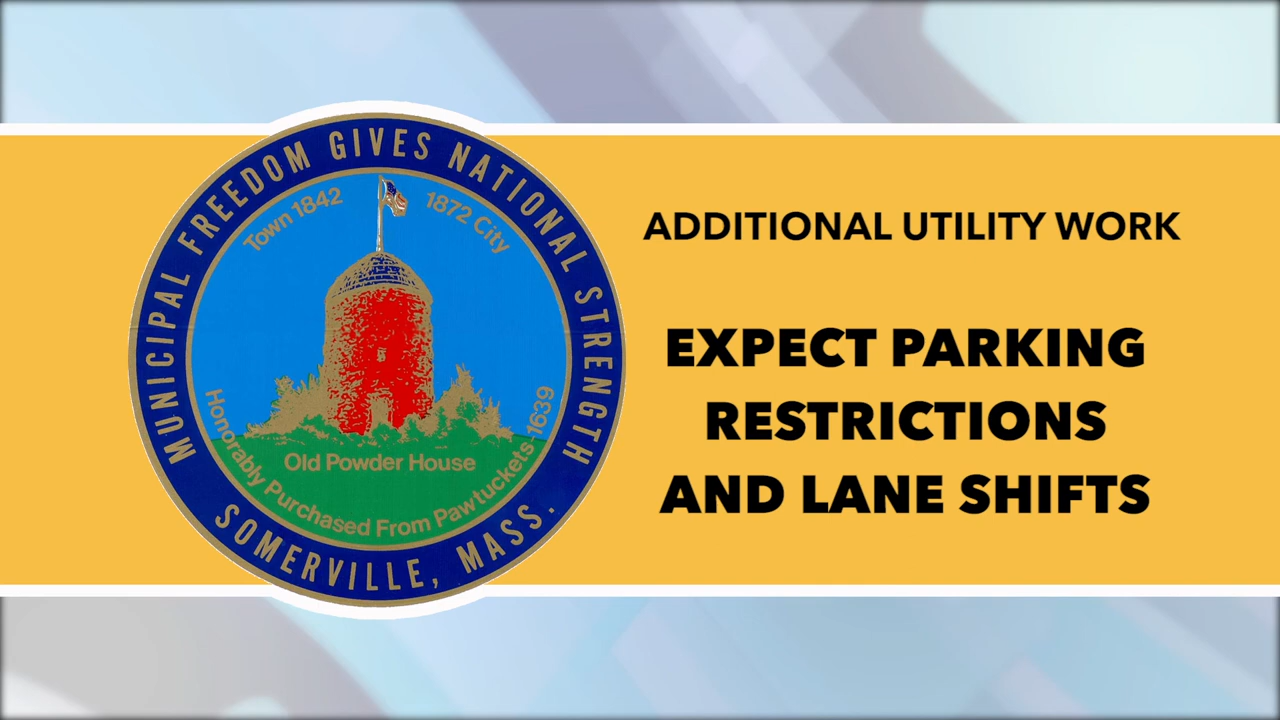 MUNICIPAL FREEDOM GIVES NATIONAL STRENGTH
Town 1842
1872 City
Old Powder House
Honorably Purchased From Pawtuckets 1639
SOMERVILLE, MASS.
ADDITIONAL UTILITY WORK
EXPECT PARKING
RESTRICTIONS
AND LANE SHIFTS